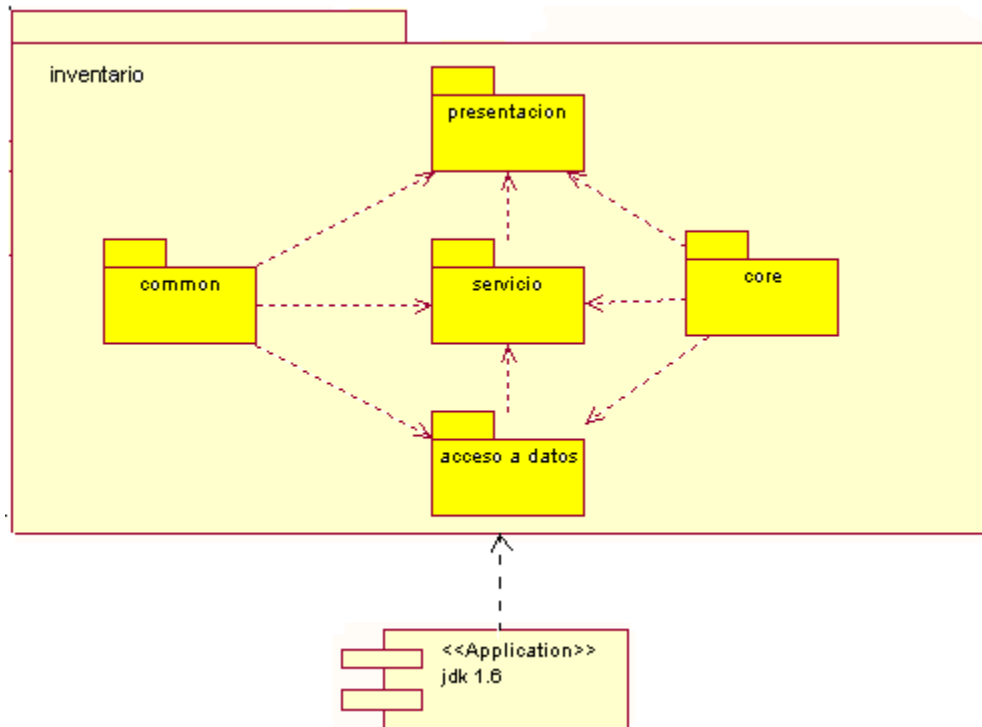 inventario
presentacion
common
servicio
core
acceso a datos
<<Application>>
jdk 1.6